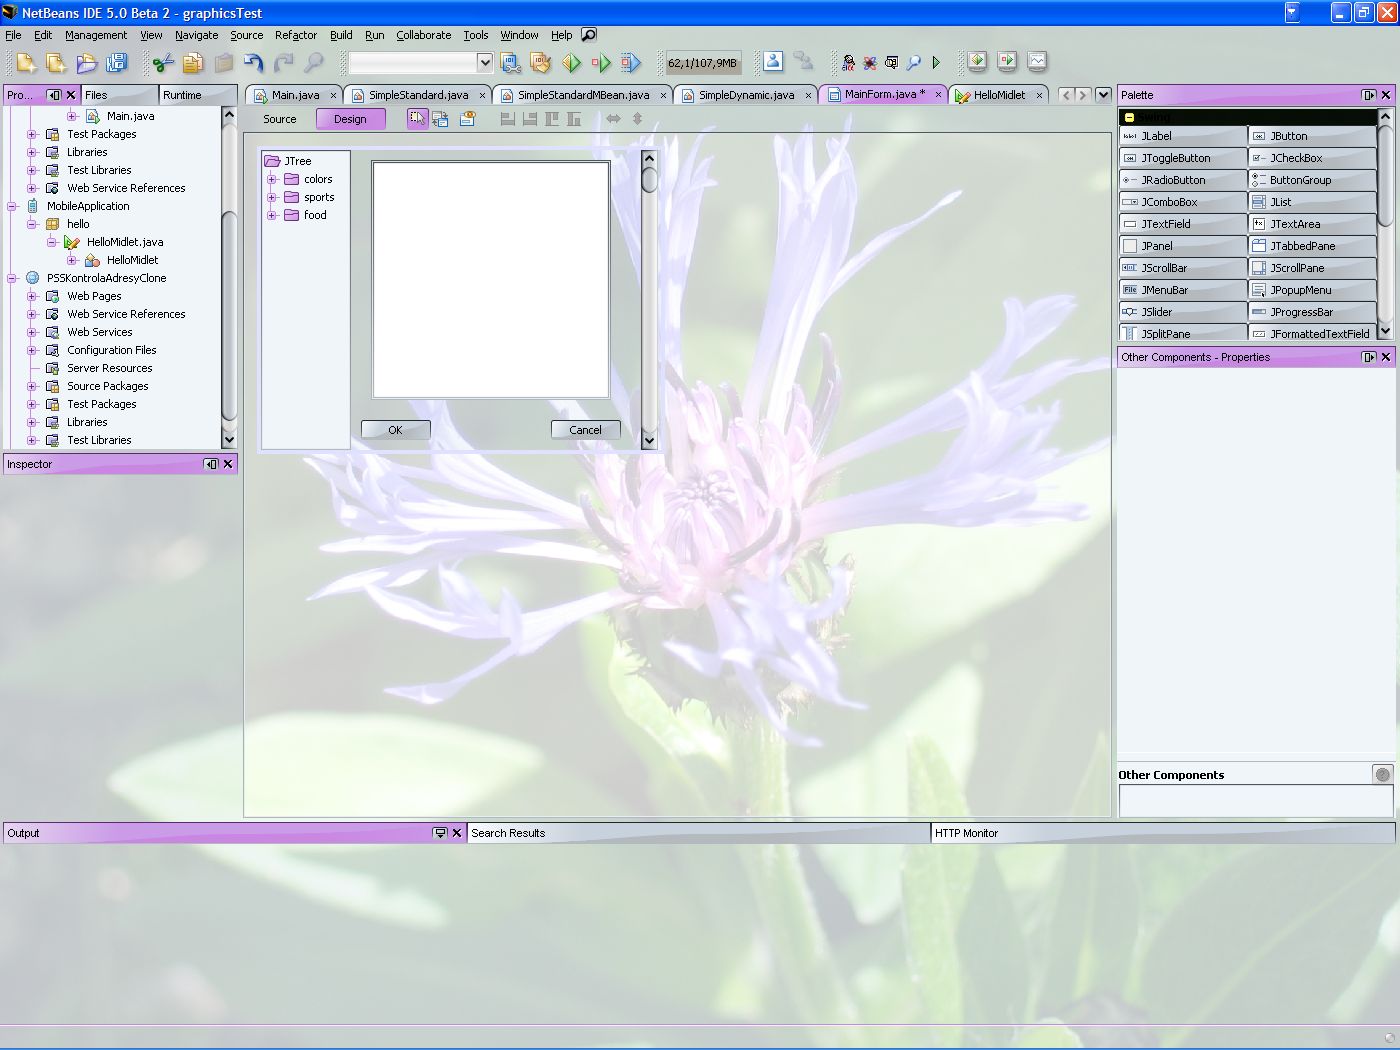 NetBeans IDE 5.0 Beta 2 - graphicsTest
File Edit Management View Navigate Source Refactor Build Run Collaborate Tools Window Help
62,1/107,9MB
Pro... Files Runtime
Main.java
Test Packages
Libraries
Test Libraries
Web Service References
MobileApplication
hello
HelloMidlet.java
HelloMidlet
PSSKontrolaAdresyClone
Web Pages
Web Service References
Web Services
Configuration Files
Server Resources
Source Packages
Test Packages
Libraries
Test Libraries
Inspector
Main.java SimpleStandard.java SimpleStandardMBean.java SimpleDynamic.java MainForm.java * HelloMidlet
Source Design
JTree
colors
sports
food
OK Cancel
Palette
Swing
JLabel JButton
JToggleButton JCheckBox
JRadioButton ButtonGroup
JComboBox JList
JTextField JTextArea
JPanel JTabbedPane
JScrollBar JScrollPane
JMenuBar JPopupMenu
JSlider JProgressBar
JSplitPane JFormattedTextField
Other Components - Properties
Other Components
Output Search Results HTTP Monitor